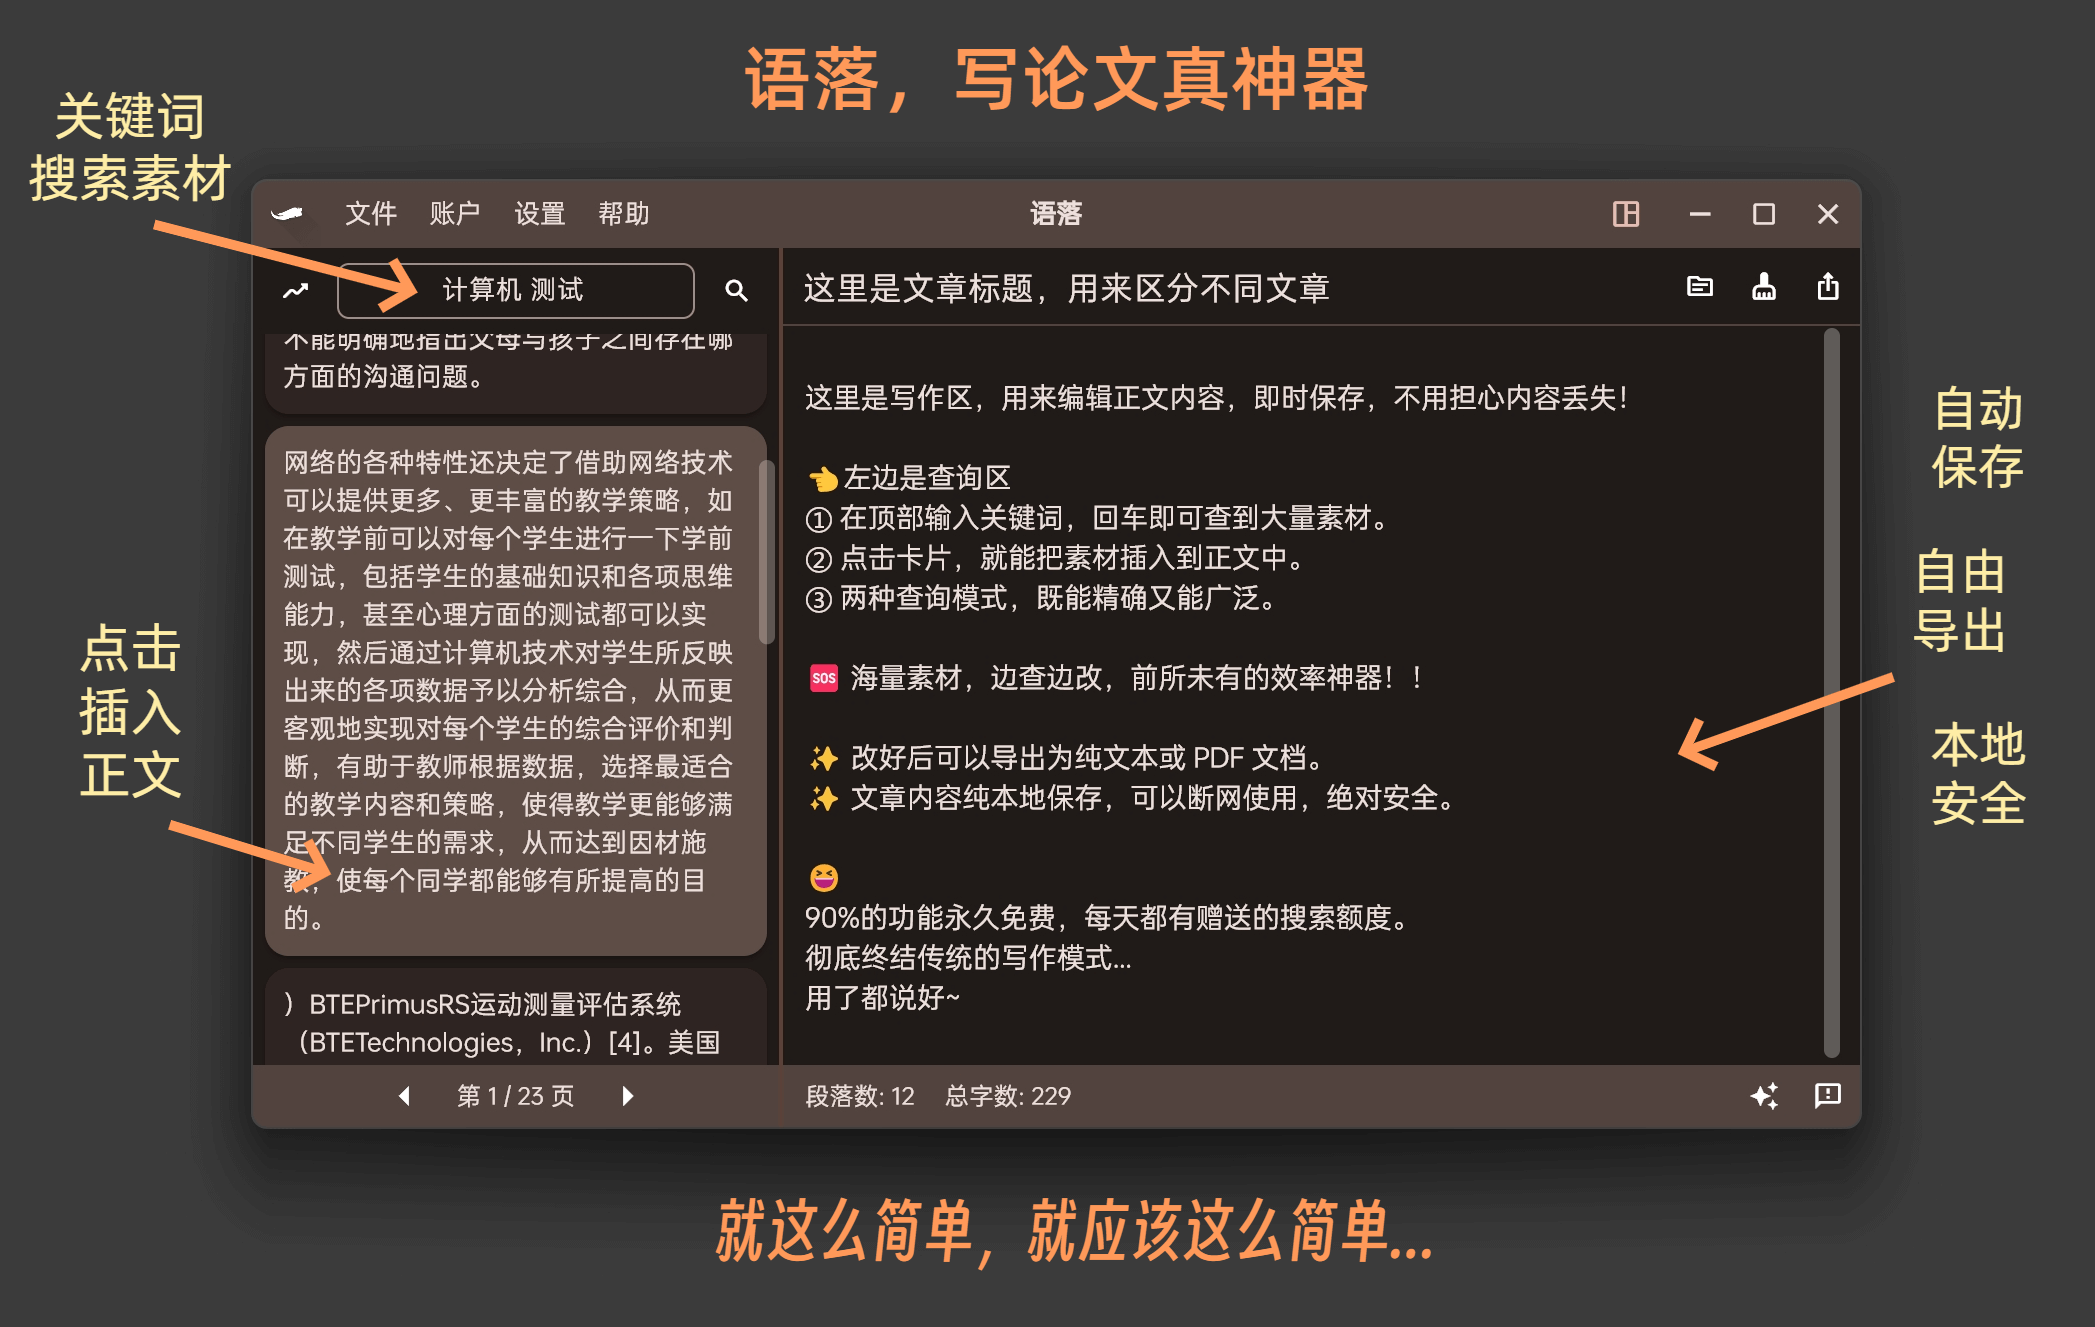 语落，写论文真神器
关键词
搜索素材
文件 账户 设置 帮助
语落
计算机 测试
不能明确地指出父母与孩子之间存在哪
方面的沟通问题。
网络的各种特性还决定了借助网络技术
可以提供更多、更丰富的教学策略，如
在教学前可以对每个学生进行一下学前
测试，包括学生的基础知识和各项思维
能力，甚至心理方面的测试都可以实
现，然后通过计算机技术对学生所反映
出来的各项数据予以分析综合，从而更
客观地实现对每个学生的综合评价和判
断，有助于教师根据数据，选择最适合
的教学内容和策略，使得教学更能够满
足不同学生的需求，从而达到因材施
教，使每个同学都能够有所提高的目
的。
）BTEPrimusRS运动测量评估系统
（BTETechnologies，Inc.）[4]。美国
第 1 / 23 页
这里是文章标题，用来区分不同文章
这里是写作区，用来编辑正文内容，即时保存，不用担心内容丢失！
👈左边是查询区
① 在顶部输入关键词，回车即可查到大量素材。
② 点击卡片，就能把素材插入到正文中。
③ 两种查询模式，既能精确又能广泛。
🆘 海量素材，边查边改，前所未有的效率神器！！
✨ 改好后可以导出为纯文本或 PDF 文档。
✨ 文章内容纯本地保存，可以断网使用，绝对安全。
😆
90%的功能永久免费，每天都有赠送的搜索额度。
彻底终结传统的写作模式...
用了都说好~
段落数: 12 总字数: 229
点击
插入
正文
自动
保存
自由
导出
本地
安全
就这么简单，就应该这么简单...